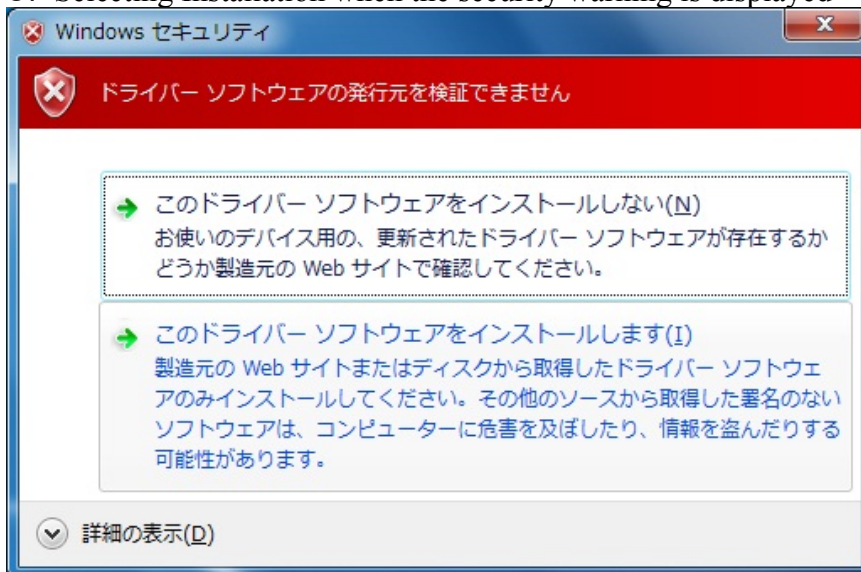 Selecting Installation when the security warning is displayed
Windows セキュリティ
ドライバー ソフトウェアの発行元を検証できません
このドライバー ソフトウェアをインストールしない(N)
お使いのデバイス用の、更新されたドライバー ソフトウェアが存在するか
どうか製造元の Web サイトで確認してください。
このドライバー ソフトウェアをインストールします(I)
製造元の Web サイトまたはディスクから取得したドライバー ソフトウェ
アのみインストールしてください。その他のソースから取得した署名のない
ソフトウェアは、コンピューターに危害を及ぼしたり、情報を盗んだりする
可能性があります。
詳細の表示(D)